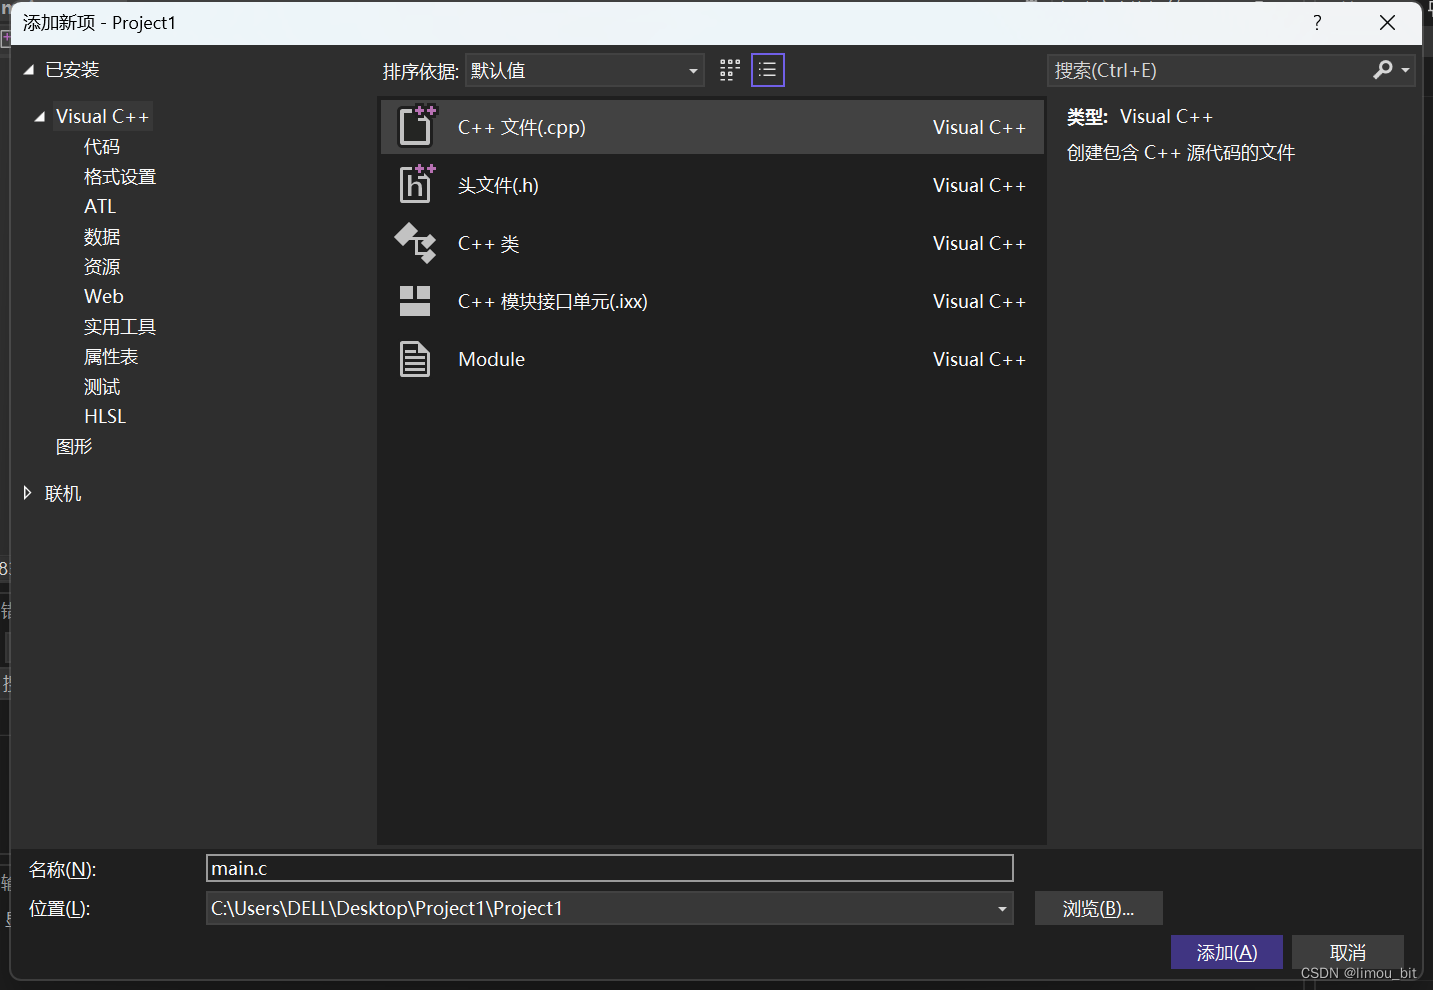 添加新项 - Project1
?
已安装
排序依据:
默认值
搜索(Ctrl+E)
Visual C++
代码
格式设置
ATL
数据
资源
Web
实用工具
属性表
测试
HLSL
图形
联机
C++ 文件(.cpp) Visual C++
头文件(.h) Visual C++
C++ 类 Visual C++
C++ 模块接口单元(.ixx) Visual C++
Module Visual C++
类型: Visual C++
创建包含 C++ 源代码的文件
名称(N):
main.c
位置(L):
C:\Users\DELL\Desktop\Project1\Project1
浏览(B)...
添加(A)
取消
CSDN @limou_bit